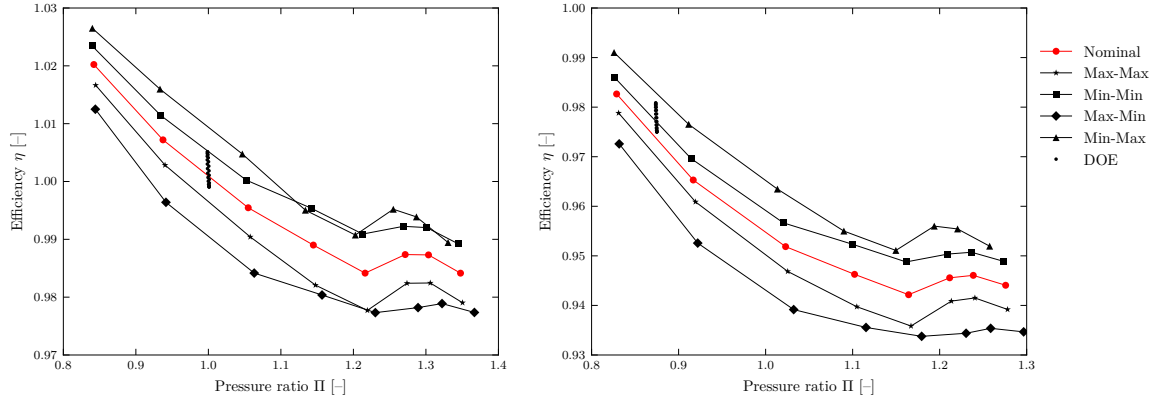 1.03
1.02
1.01
1.00
0.99
0.98
0.97
Efficiency η [–]
0.8 0.9 1.0 1.1 1.2 1.3 1.4
Pressure ratio Π [–]
1.00
0.99
0.98
0.97
0.96
0.95
0.94
0.93
Efficiency η [–]
0.8 0.9 1.0 1.1 1.2 1.3
Pressure ratio Π [–]
Nominal
Max-Max
Min-Min
Max-Min
Min-Max
DOE